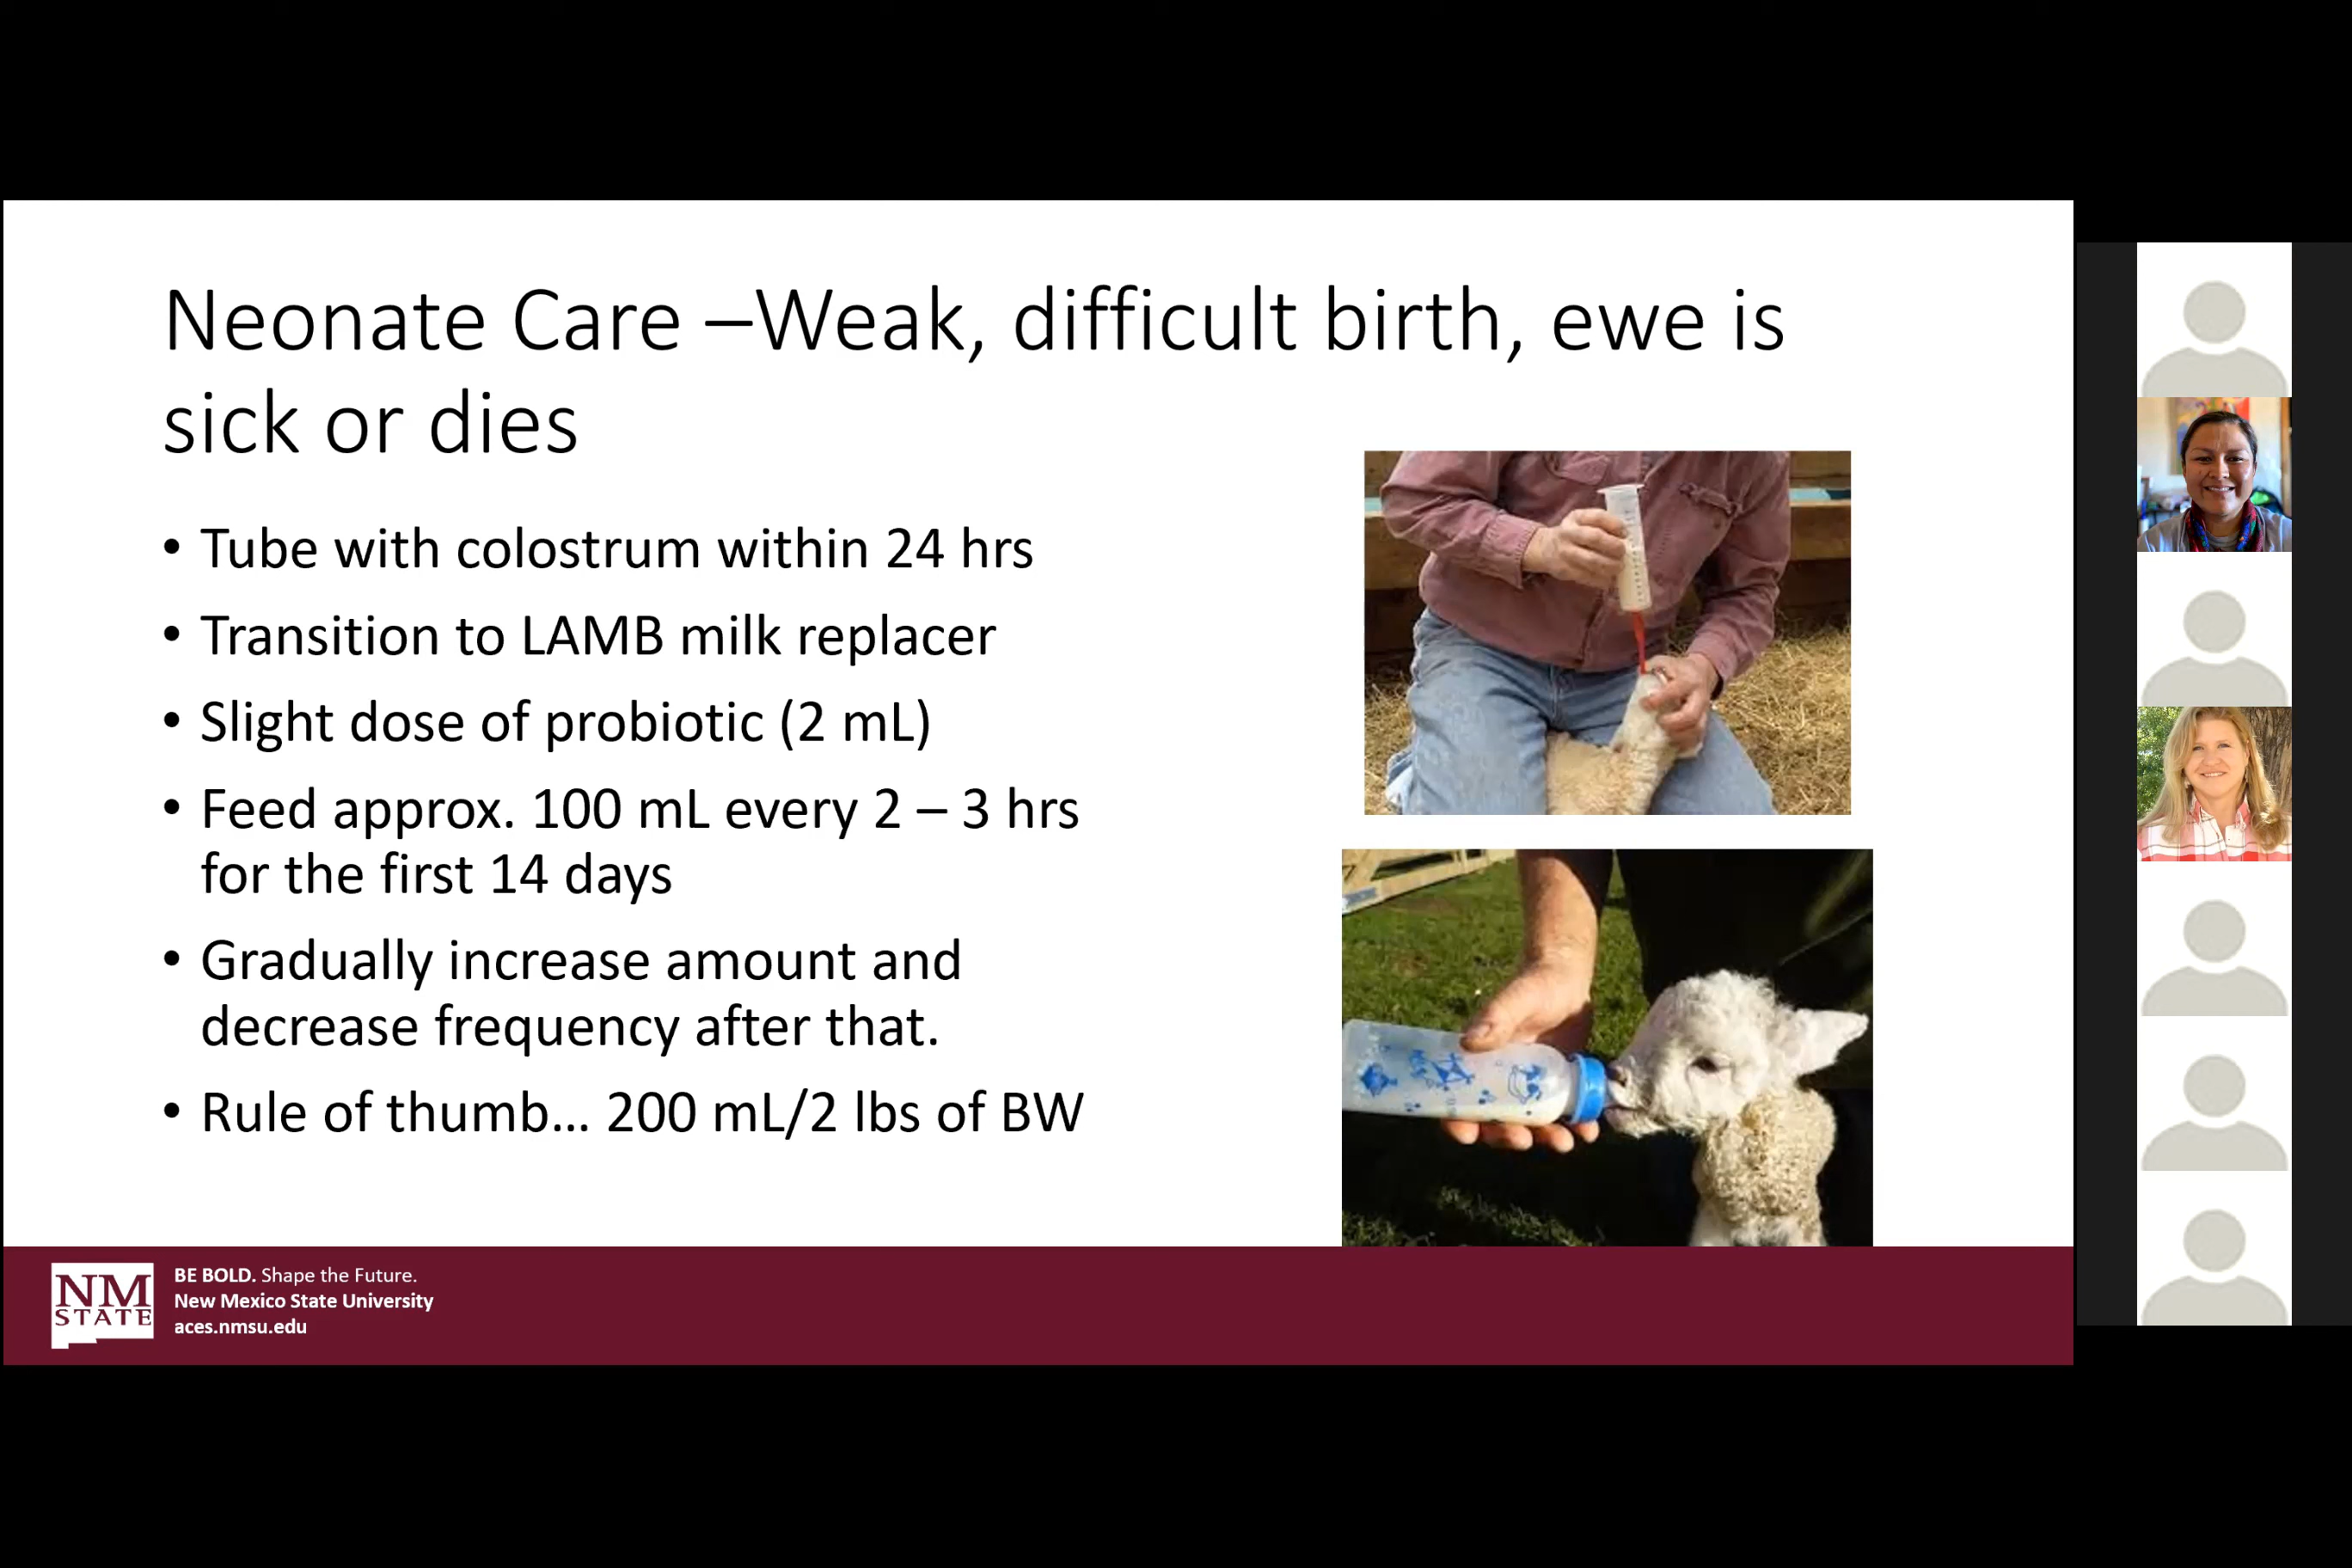 Neonate Care –Weak, difficult birth, ewe is
sick or dies
• Tube with colostrum within 24 hrs
• Transition to LAMB milk replacer
• Slight dose of probiotic (2 mL)
• Feed approx. 100 mL every 2 – 3 hrs
for the first 14 days
• Gradually increase amount and
decrease frequency after that.
• Rule of thumb... 200 mL/2 lbs of BW
NM
STATE
BE BOLD. Shape the Future.
New Mexico State University
aces.nmsu.edu